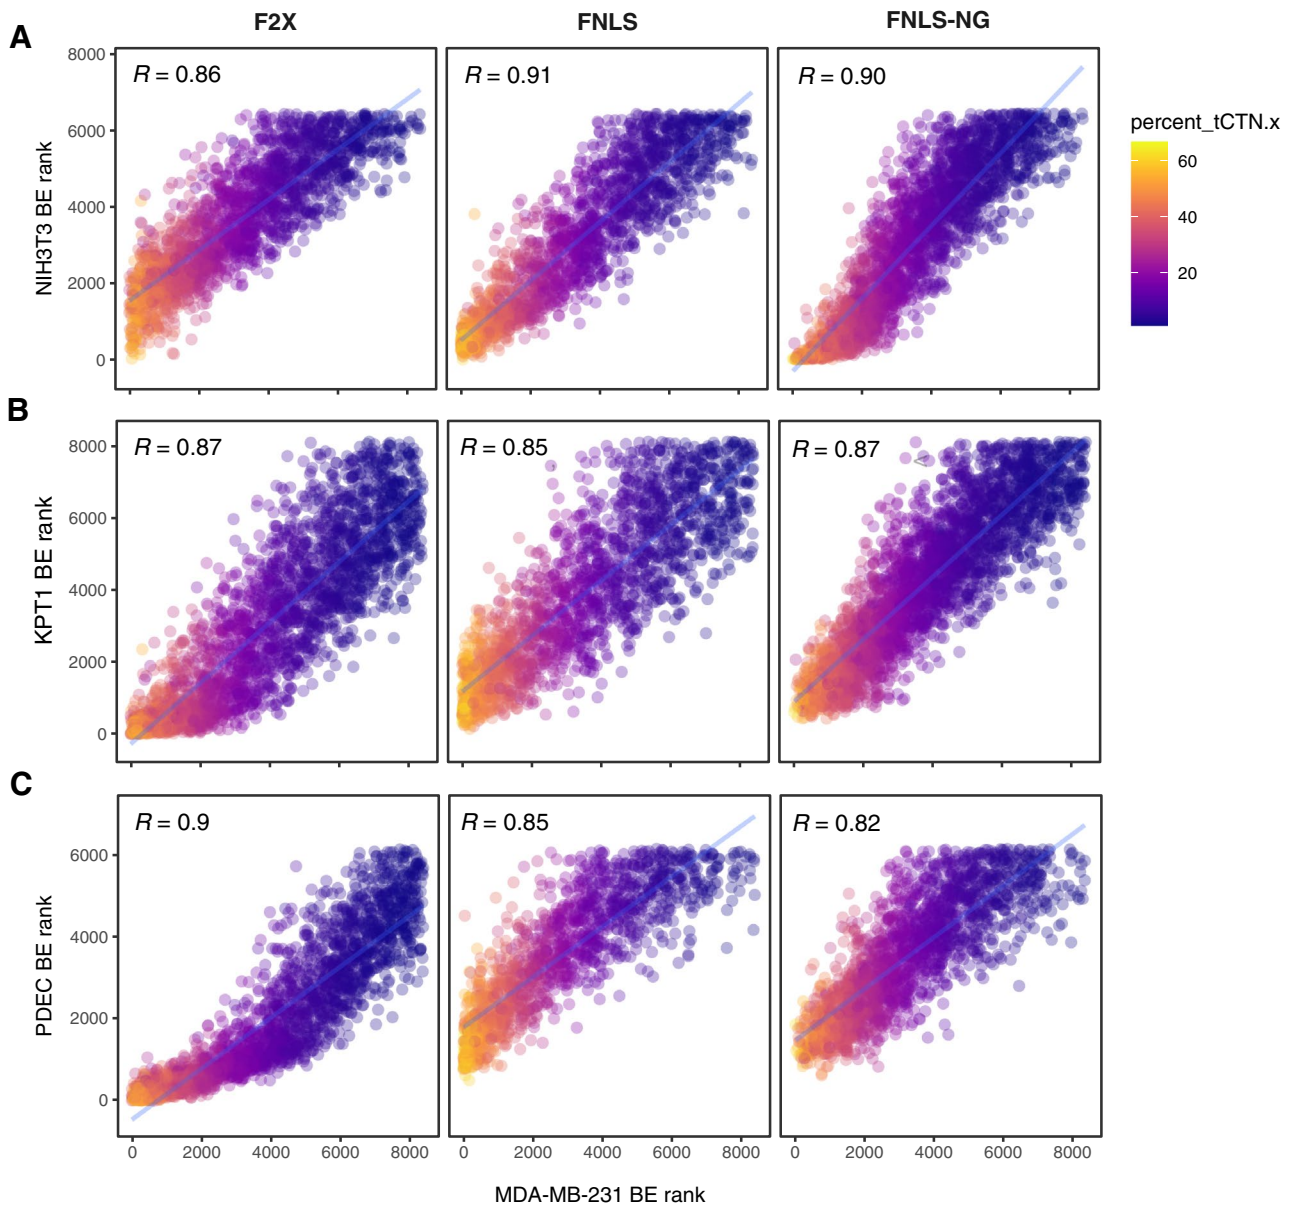 F2X FNLS FNLS-NG
A
8000
6000
4000
2000
0
NIH3T3 BE rank
R = 0.86
R = 0.91
R = 0.90
percent_tCTN.x
60
40
20
B
8000
6000
4000
2000
0
KPT1 BE rank
R = 0.87
R = 0.85
R = 0.87
C
6000
4000
2000
0
PDEC BE rank
R = 0.9
R = 0.85
R = 0.82
0 2000 4000 6000 8000 0 2000 4000 6000 8000 0 2000 4000 6000 8000
MDA-MB-231 BE rank